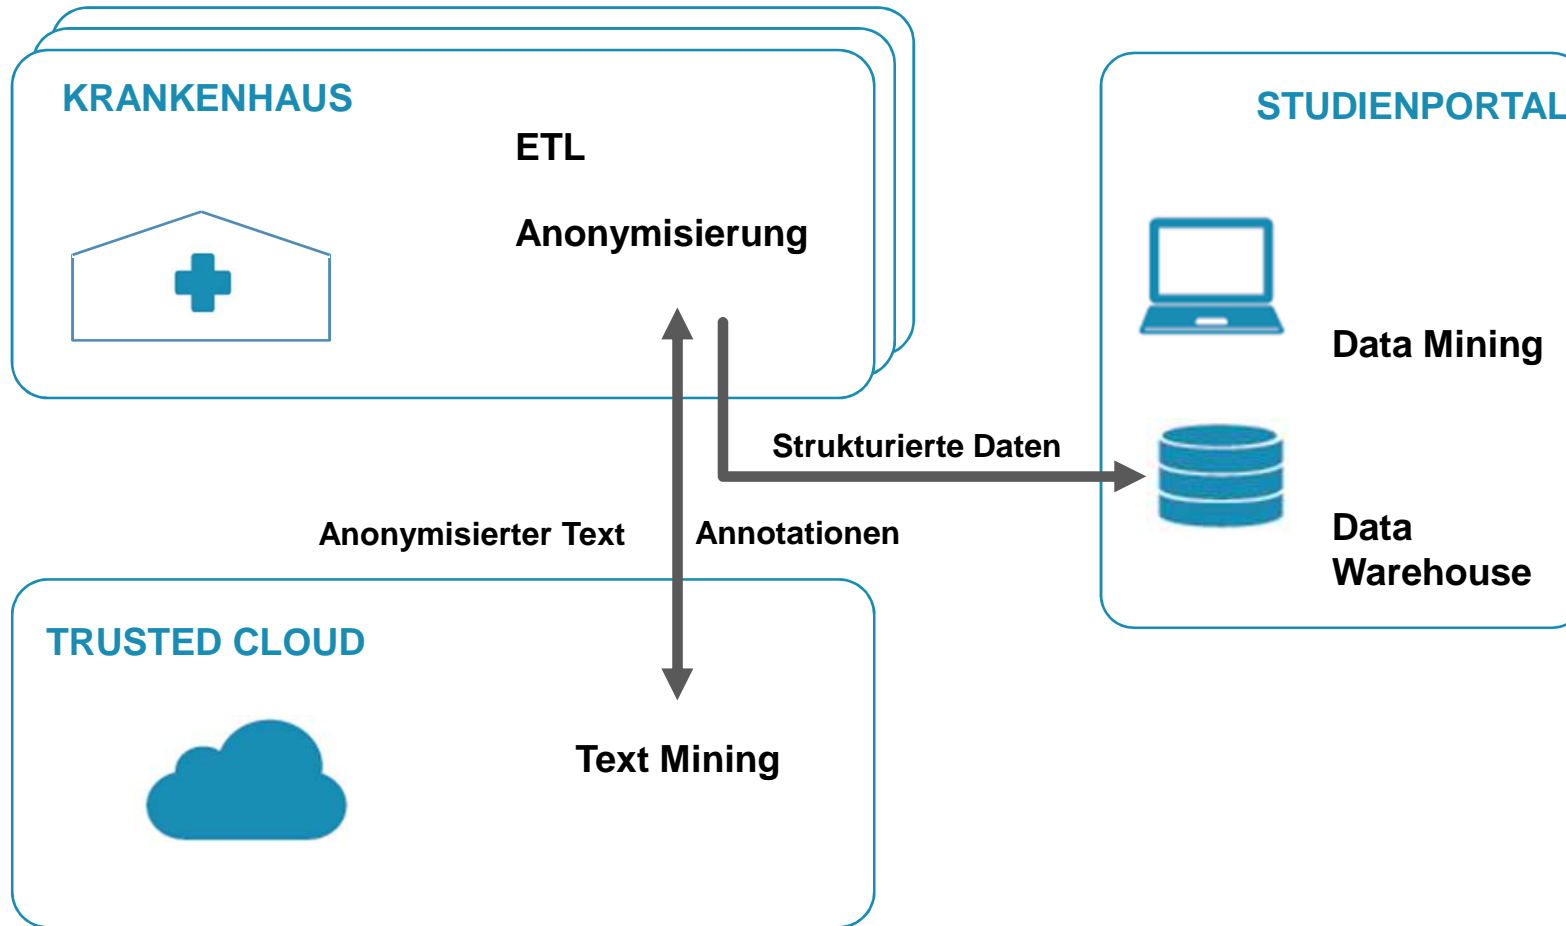 KRANKENHAUS
ETL
Anonymisierung
STUDIENPORTAL
Data Mining
Strukturierte Daten
Data
Warehouse
Anonymisierter Text
Annotationen
TRUSTED CLOUD
Text Mining